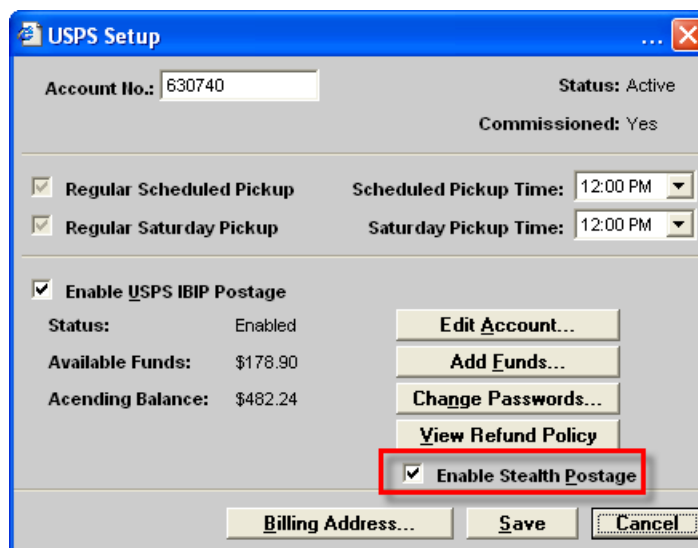 USPS Setup ...
Account No.: 630740 Status: Active
Commissioned: Yes
Regular Scheduled Pickup Scheduled Pickup Time: 12:00 PM
Regular Saturday Pickup Saturday Pickup Time: 12:00 PM
Enable USPS IBIP Postage
Status: Enabled Edit Account...
Available Funds: $178.90 Add Funds...
Acending Balance: $482.24 Change Passwords...
View Refund Policy
Enable Stealth Postage
Billing Address... Save Cancel